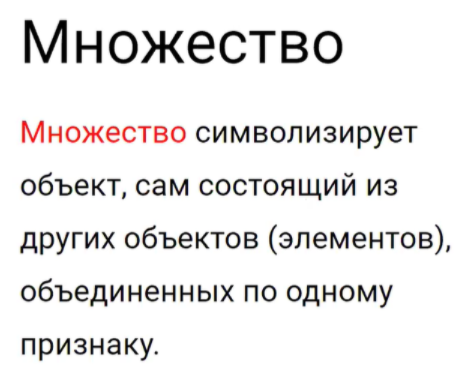 Множество
Множество символизирует
объект, сам состоящий из
других объектов (элементов),
объединенных по одному
признаку.